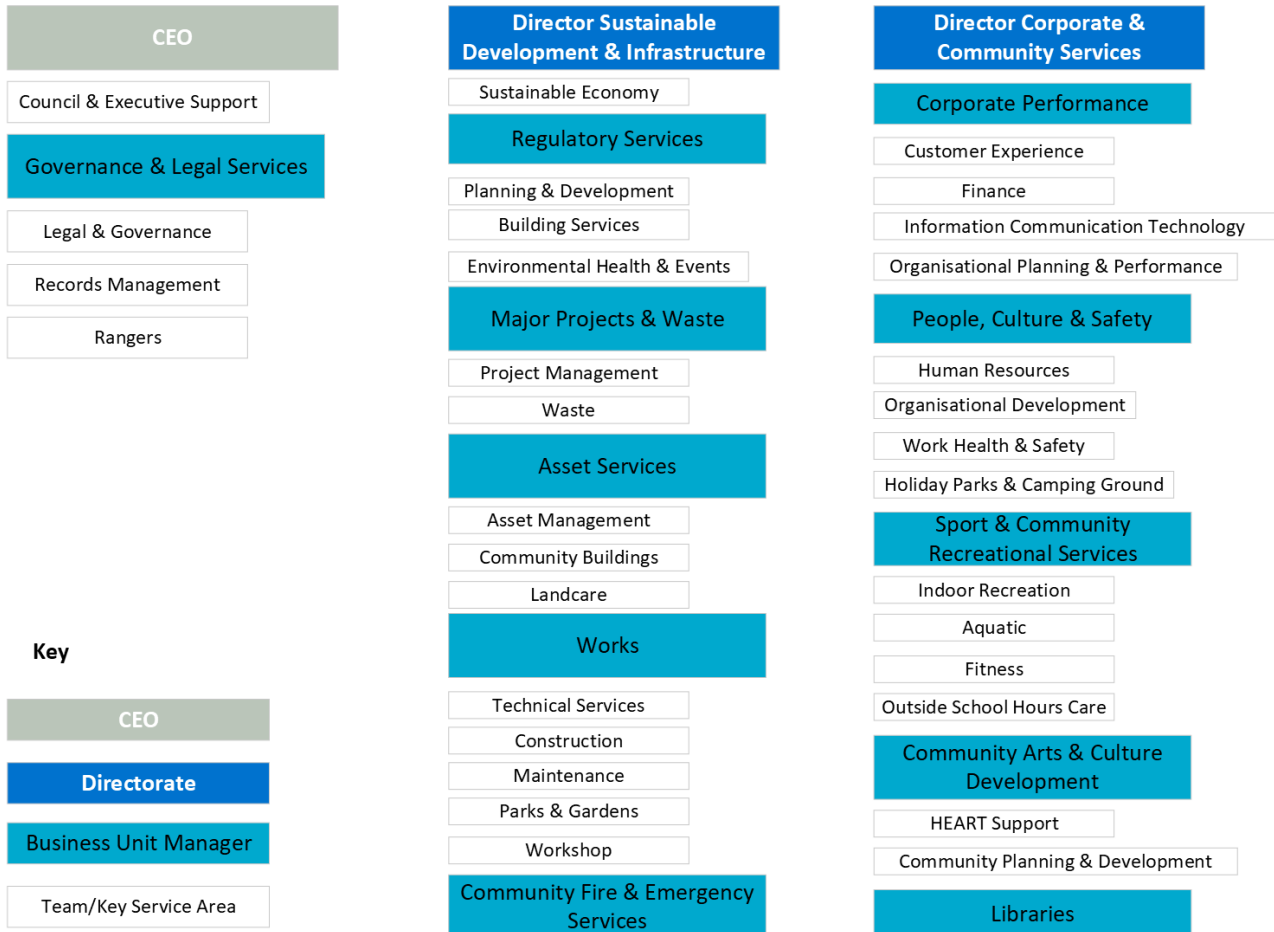 CEO
Council & Executive Support
Governance & Legal Services
Legal & Governance
Records Management
Rangers
Key
CEO
Directorate
Business Unit Manager
Team/Key Service Area
Director Sustainable
Development & Infrastructure
Sustainable Economy
Regulatory Services
Planning & Development
Building Services
Environmental Health & Events
Major Projects & Waste
Project Management
Waste
Asset Services
Asset Management
Community Buildings
Landcare
Works
Technical Services
Construction
Maintenance
Parks & Gardens
Workshop
Community Fire & Emergency
Services
Director Corporate &
Community Services
Corporate Performance
Customer Experience
Finance
Information Communication Technology
Organisational Planning & Performance
People, Culture & Safety
Human Resources
Organisational Development
Work Health & Safety
Holiday Parks & Camping Ground
Sport & Community
Recreational Services
Indoor Recreation
Aquatic
Fitness
Outside School Hours Care
Community Arts & Culture
Development
HEART Support
Community Planning & Development
Libraries